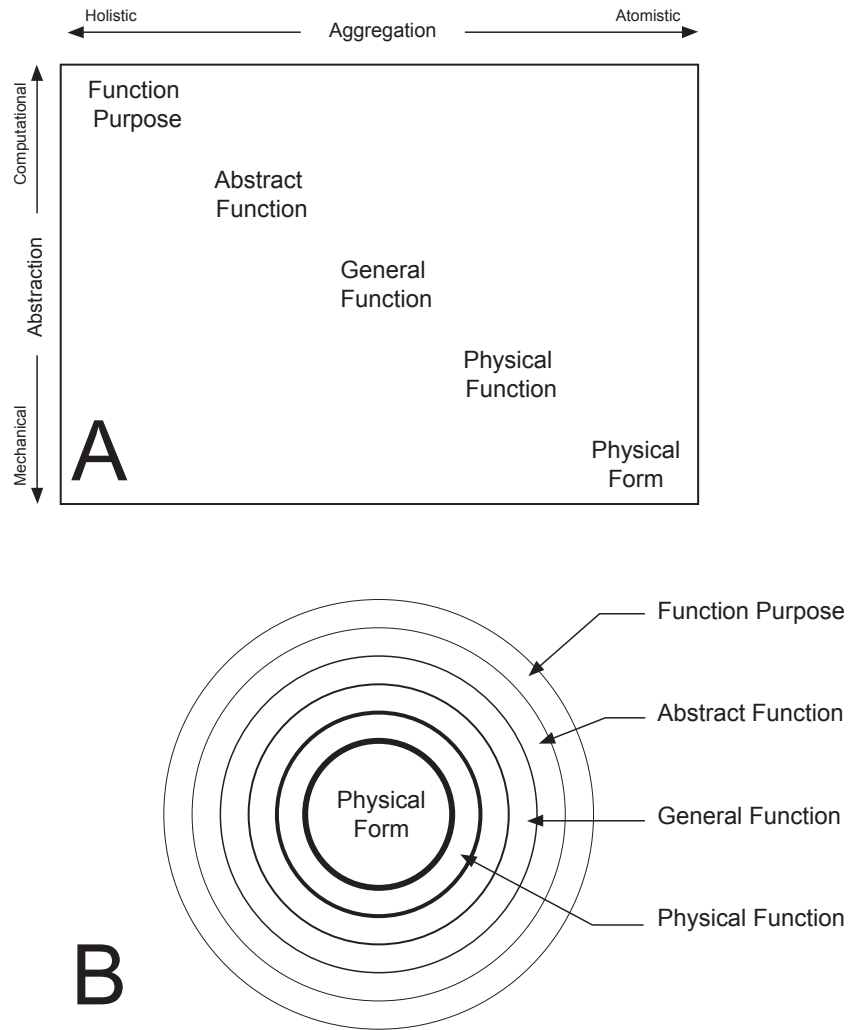 Holistic
Aggregation
Atomistic
Computational
Abstraction
Mechanical
Function
Purpose
Abstract
Function
General
Function
Physical
Function
Physical
Form
A
Function Purpose
Abstract Function
General Function
Physical Function
Physical
Form
B